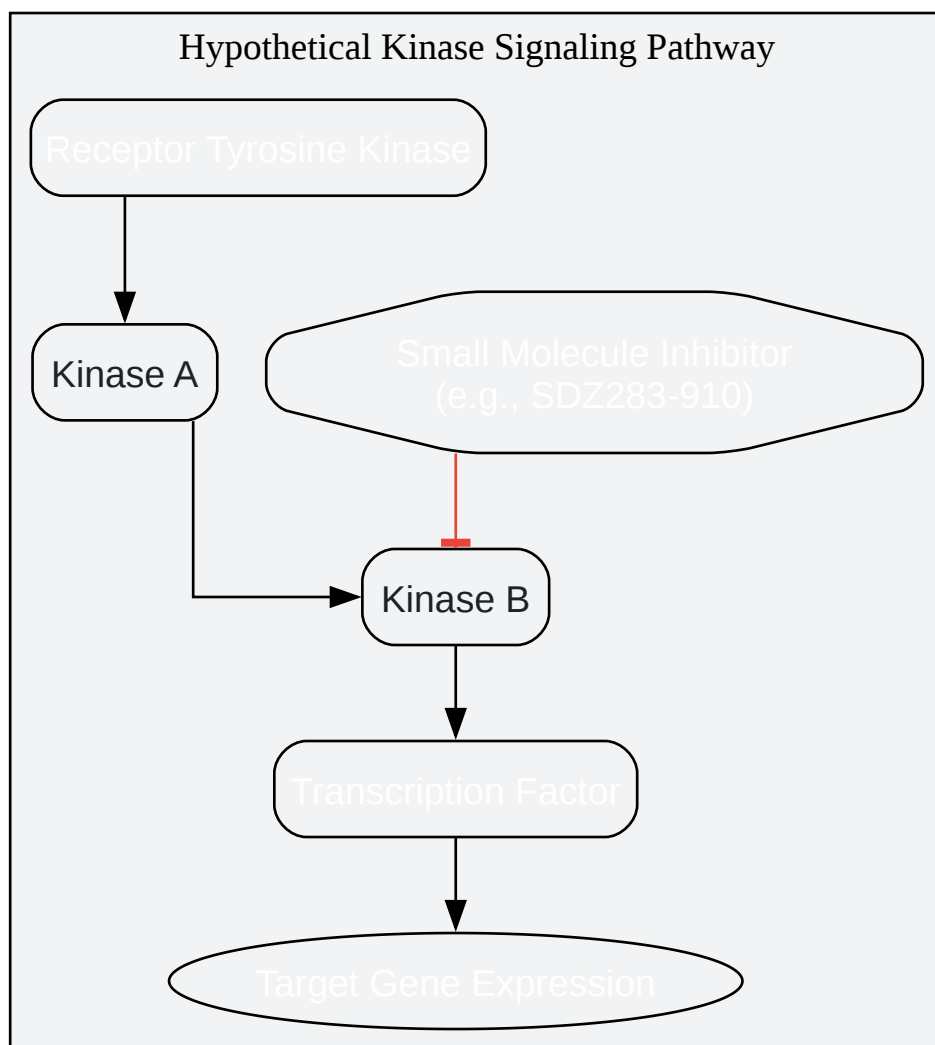 Hypothetical Kinase Signaling Pathway
Receptor Tyrosine Kinase
Kinase A
Small Molecule Inhibitor
(e.g., SDZ283-910)
Kinase B
Transcription Factor
Target Gene Expression